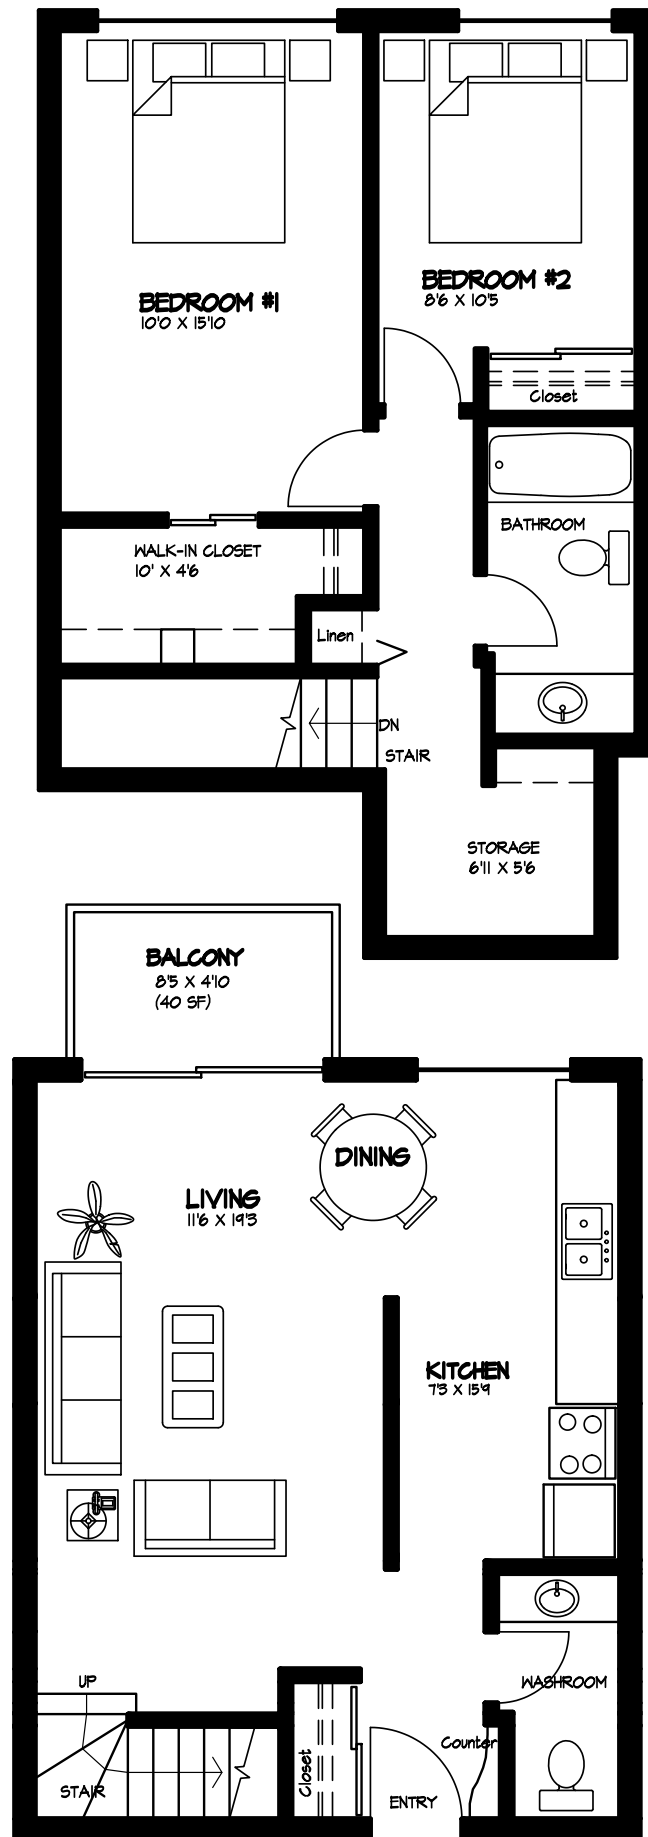 BEDROOM #1
10'0 X 15'10
BEDROOM #2
8'6 X 10'5
Closet
BATHROOM
WALK-IN CLOSET
10' X 4'6
Linen
DN
STAIR
STORAGE
6'11 X 5'6
BALCONY
8'5 X 4'10
(40 SF)
DINING
LIVING
11'6 X 19'3
KITCHEN
7'3 X 15'9
UP
WASHROOM
Counter
Closet
STAIR
ENTRY